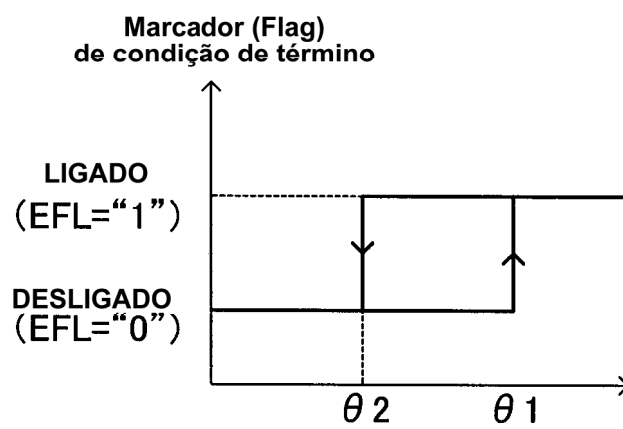 Marcador (Flag)
de condição de término
LIGADO
(EFL=“1”)
DESLIGADO
(EFL=“0”)
θ2
θ1